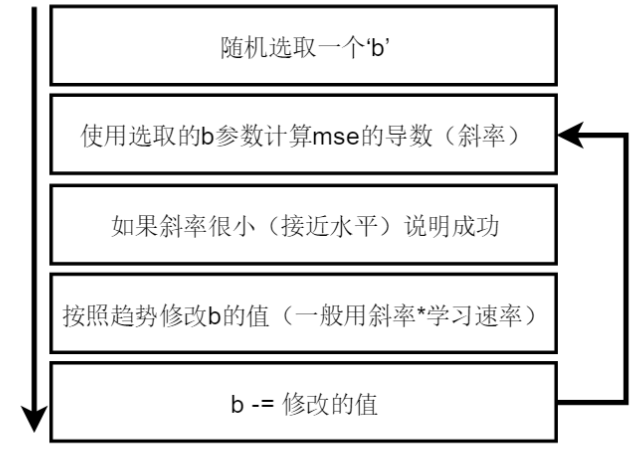 随机选取一个‘b’
使用选取的b参数计算mse的导数（斜率）
如果斜率很小（接近水平）说明成功
按照趋势修改b的值（一般用斜率*学习速率）
b -= 修改的值